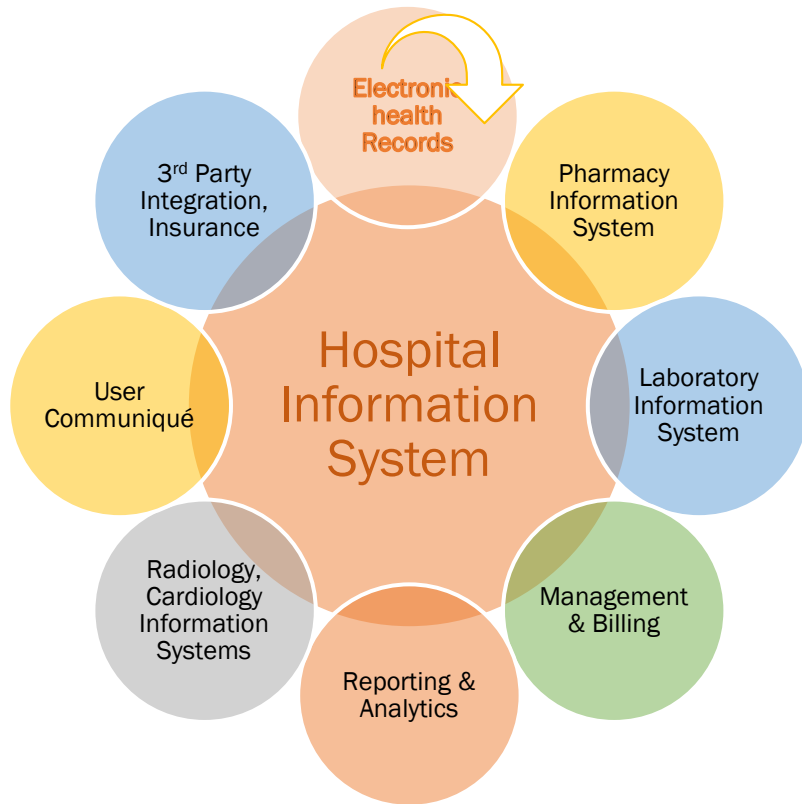 Electronic
health
Records
Pharmacy
Information
System
Laboratory
Information
System
Management
& Billing
Reporting &
Analytics
Radiology,
Cardiology
Information
Systems
User
Communiqué
3rd Party
Integration,
Insurance
Hospital
Information
System